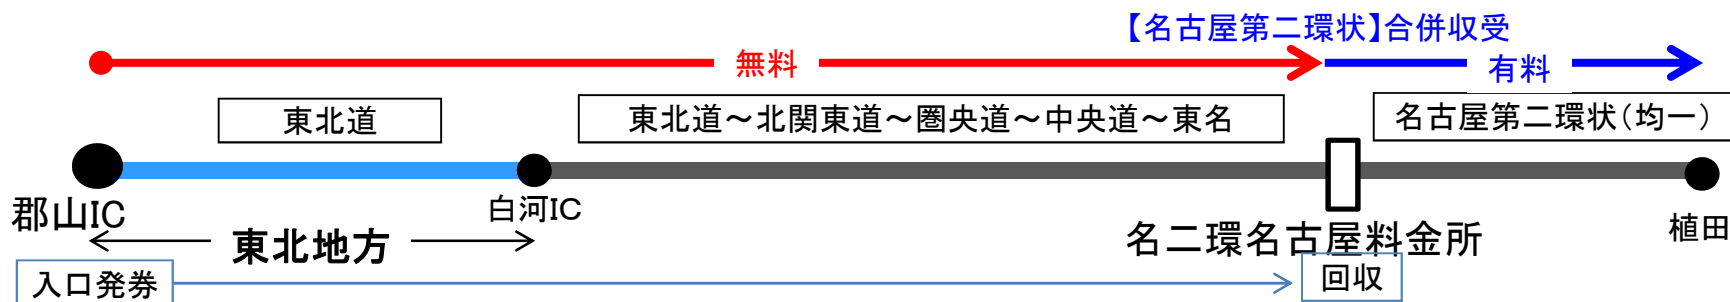 【名古屋第二環状】合併収受
無料
有料
東北道
東北道～北関東道～圏央道～中央道～東名
名古屋第二環状（均一）
郡山IC
白河IC
東北地方
名二環名古屋料金所
植田
入口発券
回収